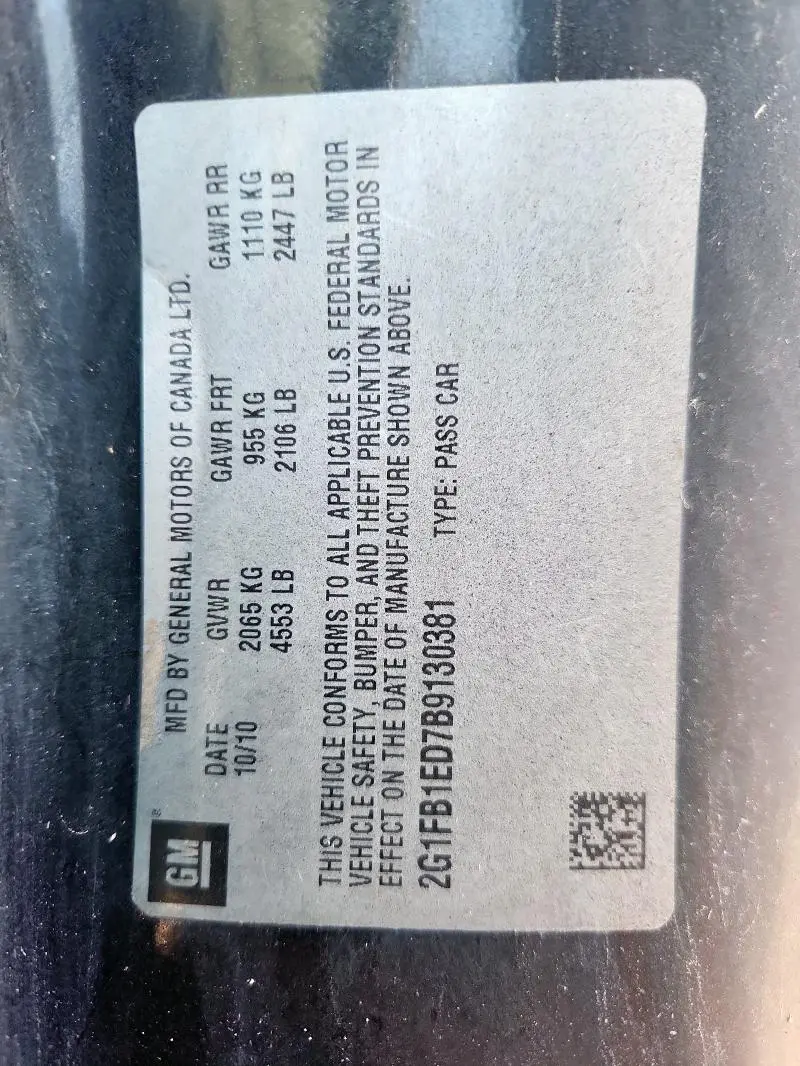 GM®
MFD BY GENERAL MOTORS OF CANADA LTD.
DATE GVWR GAWR FRT GAWR RR
10/10 2065 KG 955 KG 1110 KG
4553 LB 2106 LB 2447 LB
THIS VEHICLE CONFORMS TO ALL APPLICABLE U.S. FEDERAL MOTOR
VEHICLE SAFETY, BUMPER, AND THEFT PREVENTION STANDARDS IN
EFFECT ON THE DATE OF MANUFACTURE SHOWN ABOVE.
2G1FB1ED7B9130381 TYPE: PASS CAR